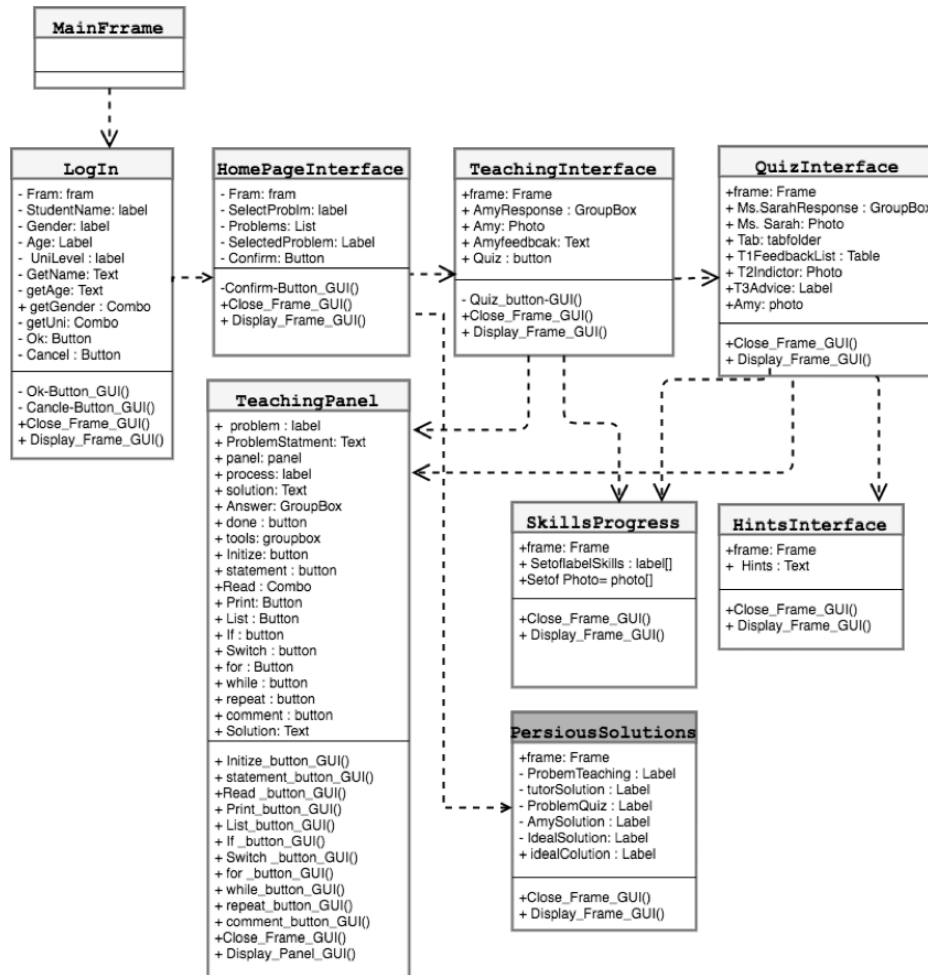 MainFrrame
LogIn
- Fram: fram
- StudentName: label
- Gender: label
- Age: Label
- UniLevel : label
- GetName: Text
- getAge: Text
+ getGender : Combo
- getUni: Combo
- Ok: Button
- Cancel : Button
- Ok-Button_GUI()
- Cancle-Button_GUI()
+Close_Frame_GUI()
+ Display_Frame_GUI()
HomePageInterface
- Fram: fram
- SelectProblm: label
- Problems: List
- SelectedProblem: Label
- Confirm: Button
-Confirm-Button_GUI()
+Close_Frame_GUI()
+ Display_Frame_GUI()
TeachingInterface
+frame: Frame
+ AmyResponse : GroupBox
+ Amy: Photo
+ Amyfeedbcak: Text
+ Quiz : button
- Quiz_button-GUI()
+Close_Frame_GUI()
+ Display_Frame_GUI()
QuizInterface
+frame: Frame
+ Ms.SarahResponse : GroupBox
+ Ms. Sarah: Photo
+ Tab: tabfolder
+ T1FeedbackList : Table
+ T2Indictor: Photo
+T3Advice: Label
+Amy: photo
+Close_Frame_GUI()
+ Display_Frame_GUI()
TeachingPanel
+ problem : label
+ ProblemStatment: Text
+ panel: panel
+ process: label
+ solution: Text
+ Answer: GroupBox
+ done : button
+ tools: groupbox
+ Initize: button
+ statement : button
+Read : Combo
+ Print: Button
+ List : Button
+ If : button
+ Switch : button
+ for : Button
+ while : button
+ repeat : button
+ comment : button
+ Solution: Text
+ Initize_button_GUI()
+ statement_button_GUI()
+Read _button_GUI()
+ Print_button_GUI()
+ List_button_GUI()
+ If _button_GUI()
+ Switch _button_GUI()
+ for _button_GUI()
+ while_button_GUI()
+ repeat_button_GUI()
+ comment_button_GUI()
+Close_Frame_GUI()
+ Display_Panel_GUI()
SkillsProgress
+frame: Frame
+ SetoflabelSkills : label[]
+Setof Photo= photo[]
+Close_Frame_GUI()
+ Display_Frame_GUI()
HintsInterface
+frame: Frame
+ Hints : Text
+Close_Frame_GUI()
+ Display_Frame_GUI()
PersiousSolutions
+frame: Frame
- ProbemTeaching : Label
- tutorSolution : Label
- ProblemQuiz : Label
- AmySolution : Label
- IdealSolution: Label
+ idealColution : Label
+Close_Frame_GUI()
+ Display_Frame_GUI()